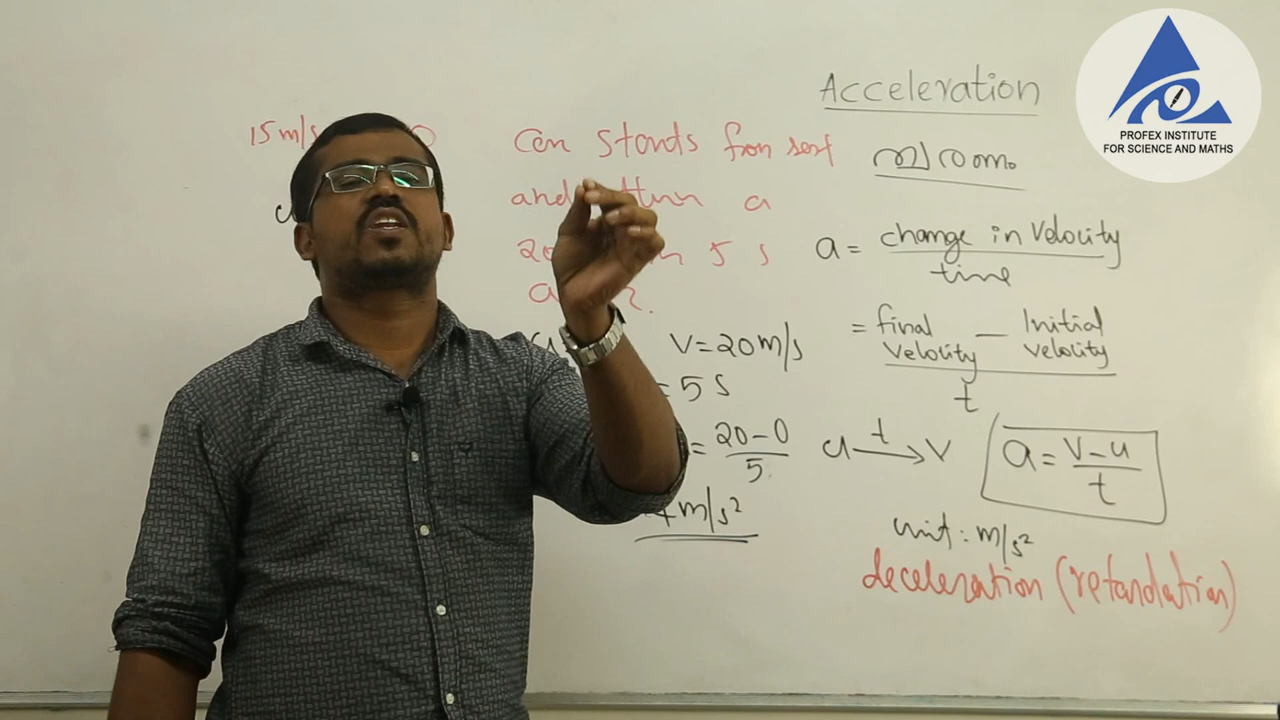 Acceleration
ത്വരണം
a = change in velocity / time
= final velocity – Initial velocity / t
u —t→ v
a = v – u / t
unit: m/s²
deceleration (retardation)
15 m/s
Car starts from rest
and a
20 5 s
a
v = 20 m/s
= 5 s
= 20 – 0 / 5
4 m/s²
PROFEX INSTITUTE
FOR SCIENCE AND MATHS